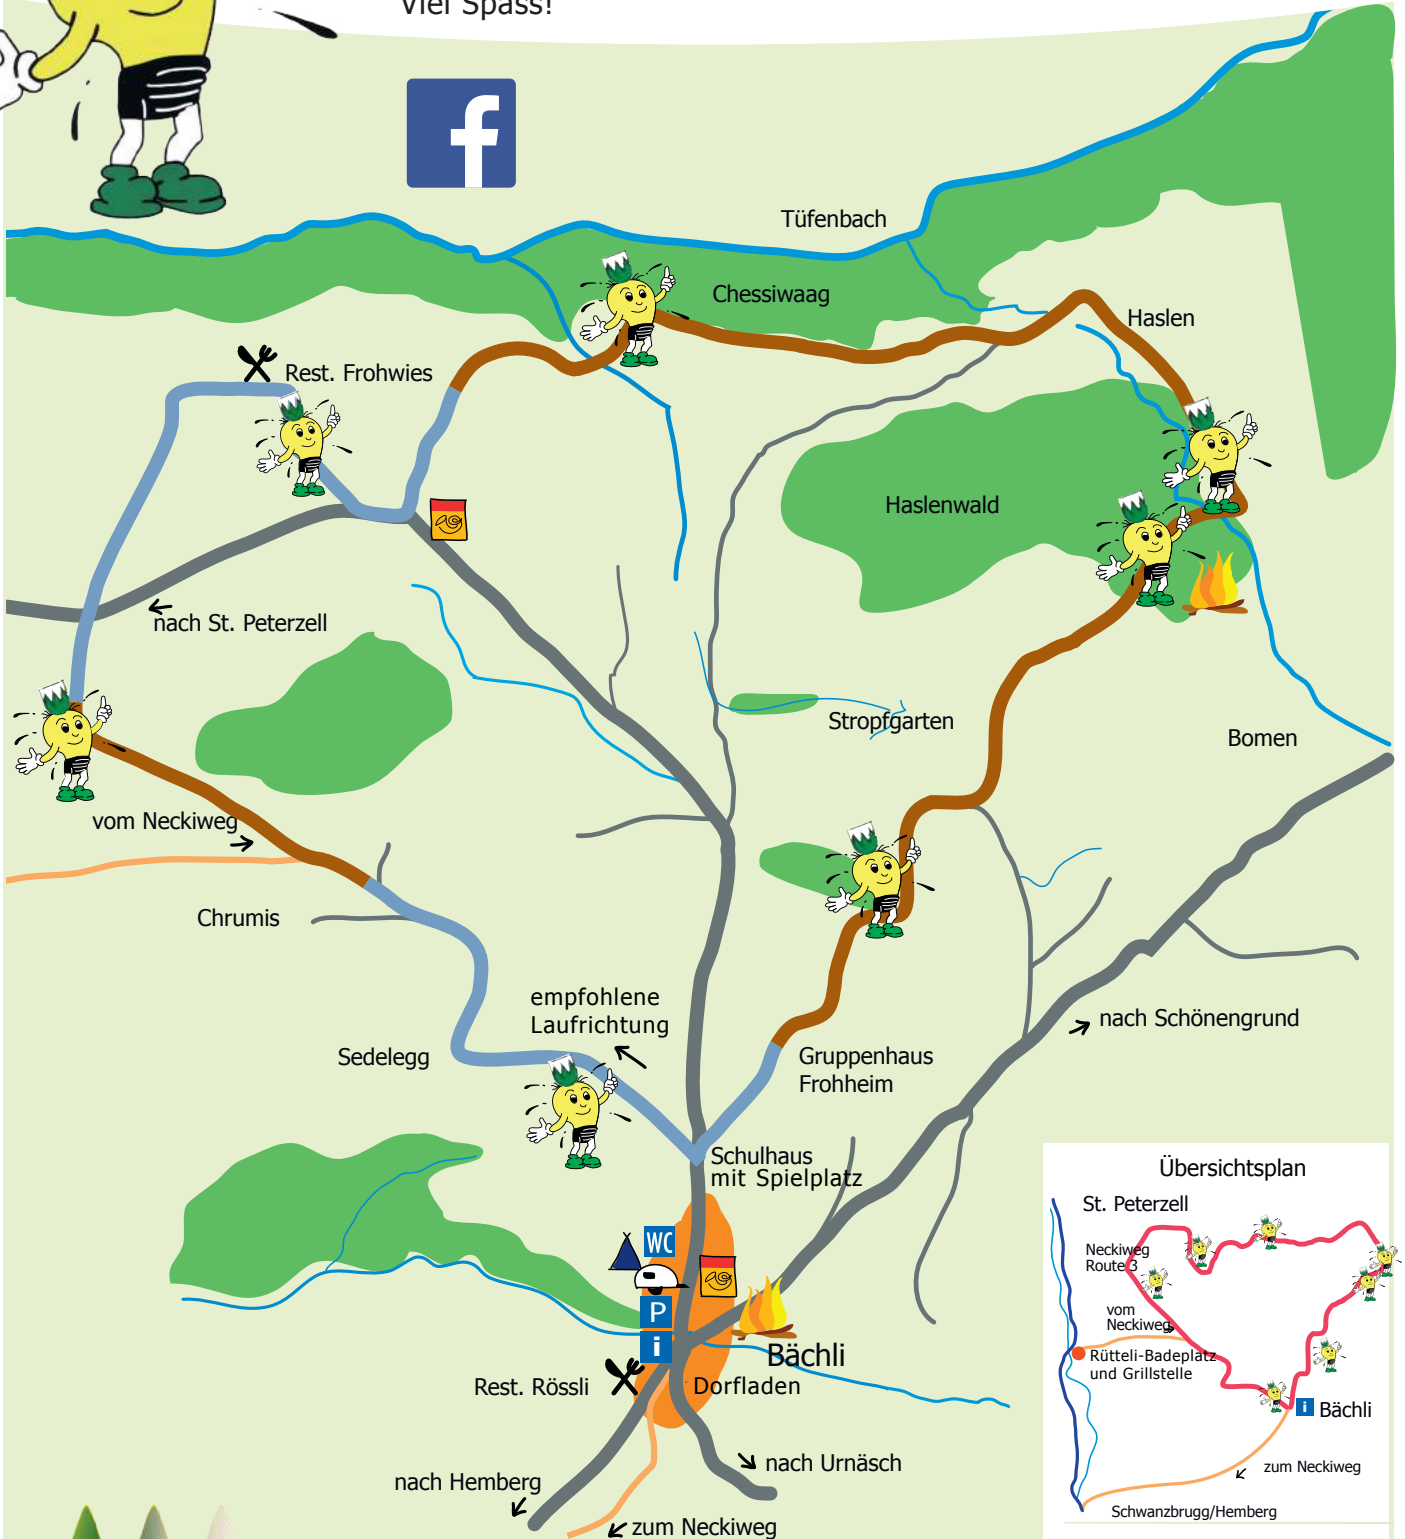 Viel Spass!
f
Tüfenbach
Chessiwaag
Haslen
Rest. Frohwies
Haslenwald
nach St. Peterzell
Stropfgarten
Bomen
vom Neckiweg
Chrumis
empfohlene
Laufrichtung
nach Schönengrund
Sedelegg
Gruppenhaus
Frohheim
Schulhaus
mit Spielplatz
WC
P
i
Bächli
Rest. Rössli
Dorfladen
nach Urnäsch
nach Hemberg
zum Neckiweg
Übersichtsplan
St. Peterzell
Neckiweg
Route 3
vom
Neckiweg
Rütteli-Badeplatz
und Grillstelle
i Bächli
zum Neckiweg
Schwanzbrugg/Hemberg